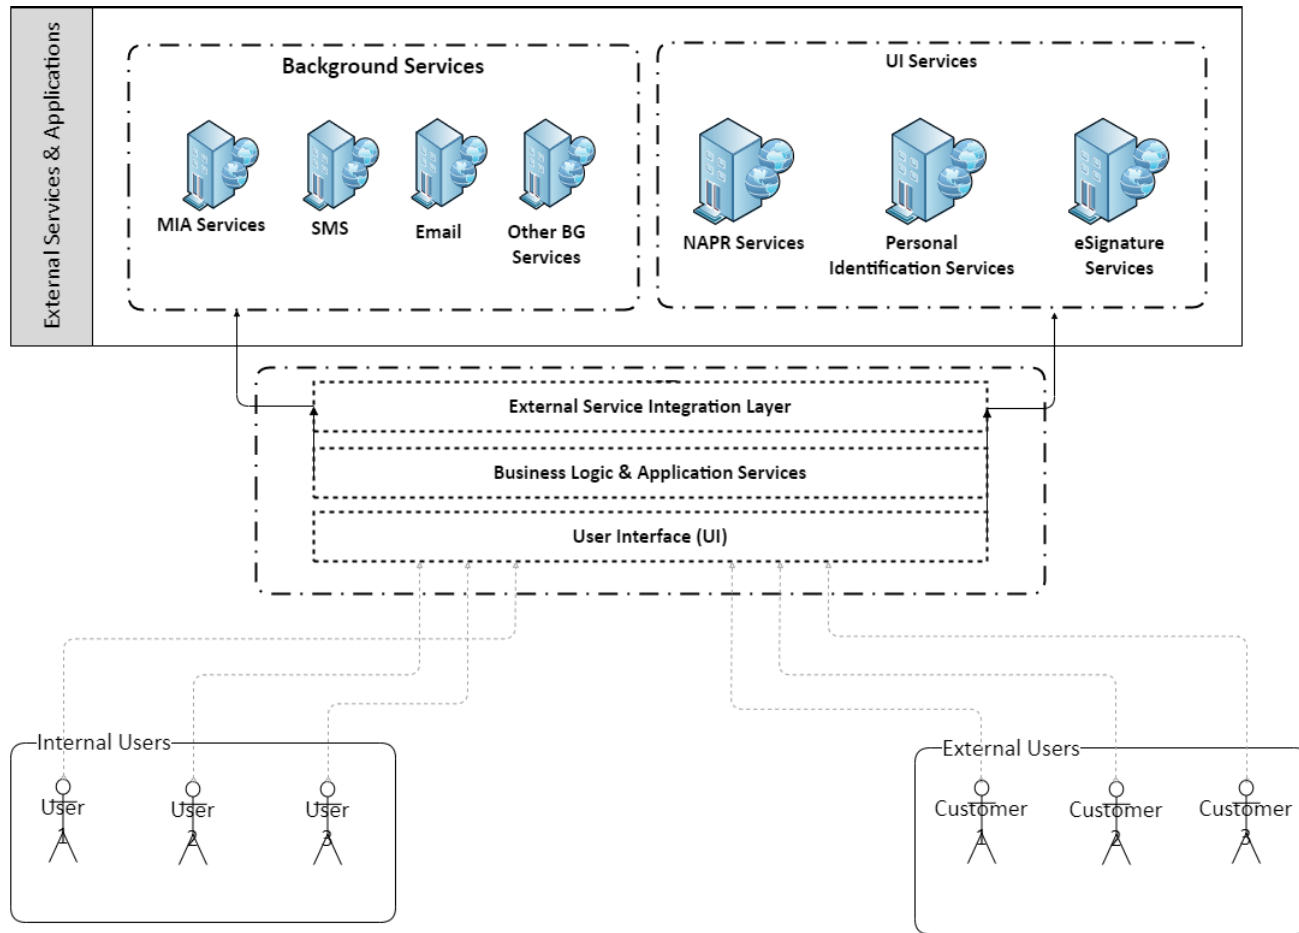 External Services & Applications
Background Services
MIA Services
SMS
Email
Other BG
Services
UI Services
NAPR Services
Personal
Identification Services
eSignature
Services
External Service Integration Layer
Business Logic & Application Services
User Interface (UI)
Internal Users
User
1
User
2
User
3
External Users
Customer
1
Customer
2
Customer
3